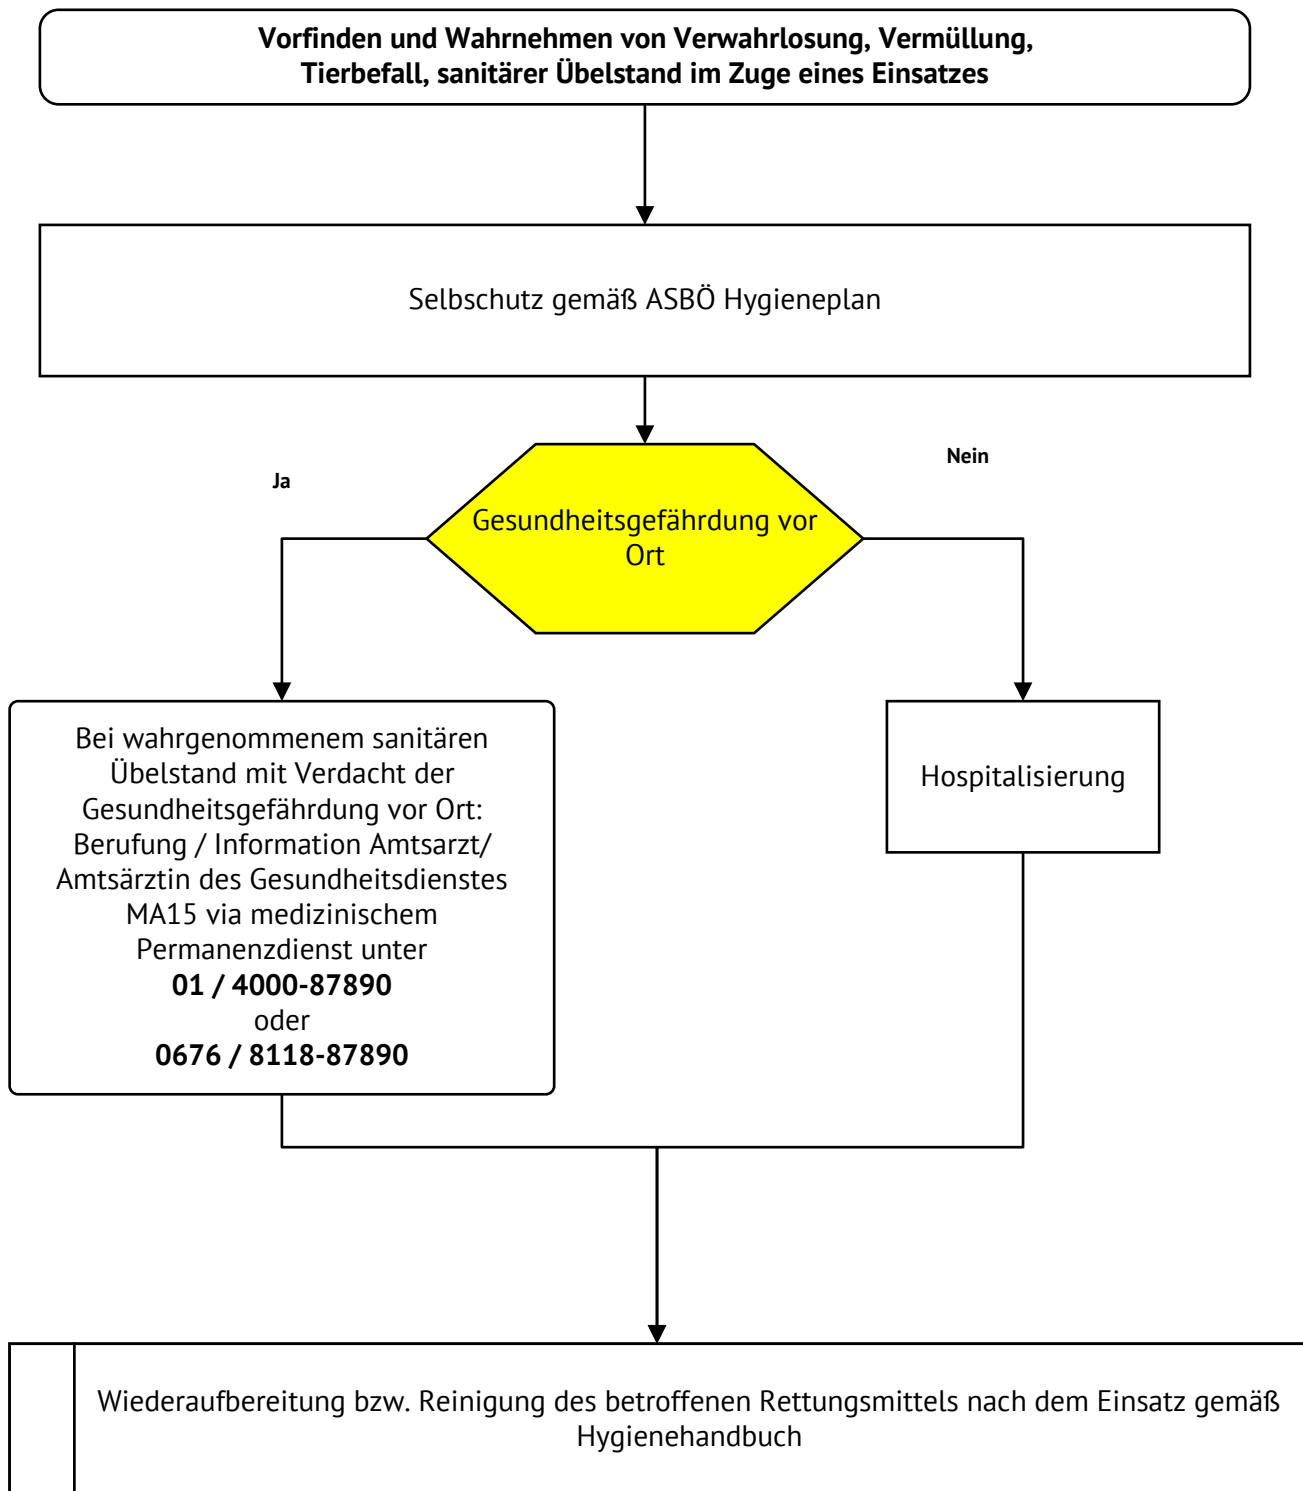 Vorfinden und Wahrnehmen von Verwahrlosung, Vermüllung,
Tierbefall, sanitärer Übelstand im Zuge eines Einsatzes
Selbschutz gemäß ASBÖ Hygieneplan
Nein
Ja
Gesundheitsgefährdung vor
Ort
Bei wahrgenommenem sanitären
Übelstand mit Verdacht der
Gesundheitsgefährdung vor Ort:
Berufung / Information Amtsarzt/
Amtsärztin des Gesundheitsdienstes
MA15 via medizinischem
Permanenzdienst unter
01 / 4000-87890
oder
0676 / 8118-87890
Hospitalisierung
Wiederaufbereitung bzw. Reinigung des betroffenen Rettungsmittels nach dem Einsatz gemäß
Hygienehandbuch